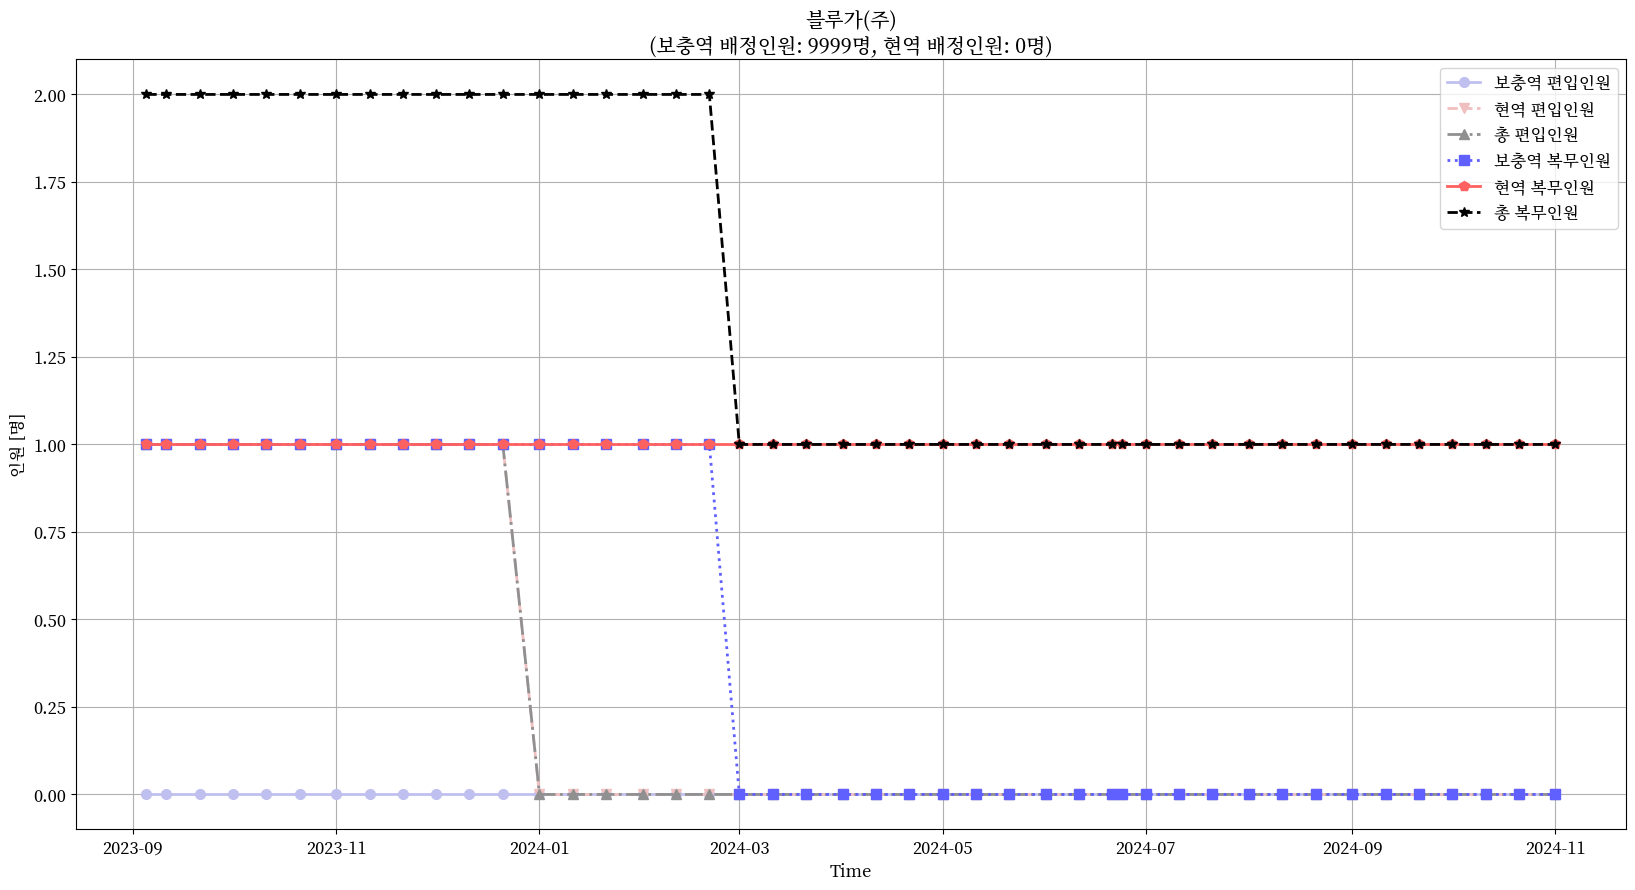 블루가(주)
(보충역 배정인원: 9999명, 현역 배정인원: 0명)
보충역 편입인원
현역 편입인원
총 편입인원
보충역 복무인원
현역 복무인원
총 복무인원
2.00
1.75
1.50
1.25
1.00
0.75
0.50
0.25
0.00
인원 [명]
2023-09
2023-11
2024-01
2024-03
2024-05
2024-07
2024-09
2024-11
Time